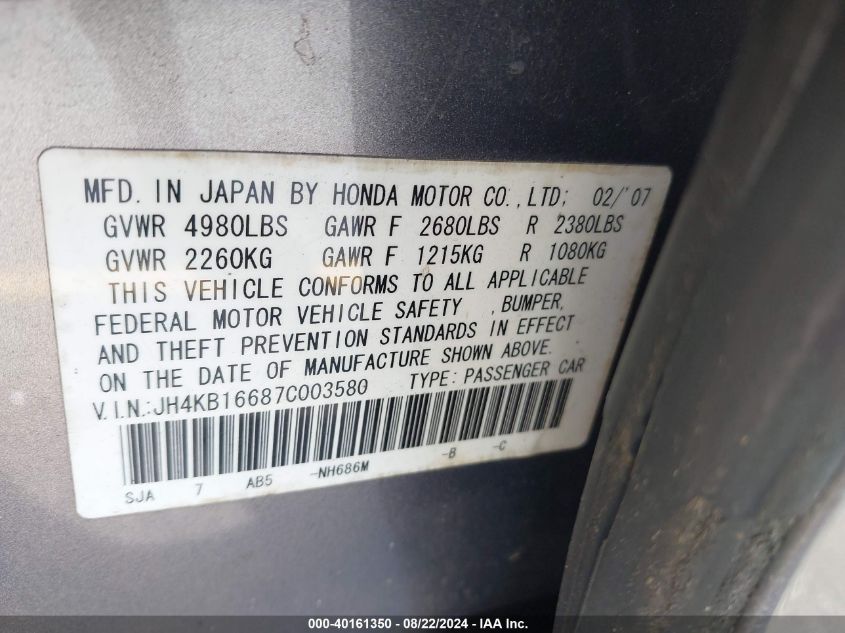 MFD. IN JAPAN BY HONDA MOTOR CO.,LTD; 02/'07
GVWR 4980LBS GAWR F 2680LBS R 2380LBS
GVWR 2260KG GAWR F 1215KG R 1080KG
THIS VEHICLE CONFORMS TO ALL APPLICABLE
FEDERAL MOTOR VEHICLE SAFETY ,BUMPER,
AND THEFT PREVENTION STANDARDS IN EFFECT
ON THE DATE OF MANUFACTURE SHOWN ABOVE.
V.I.N.:JH4KB16687C003580 TYPE: PASSENGER CAR
SJA 7 AB5 -NH686M -B -C
000-40161350 - 08/22/2024 - IAA Inc.